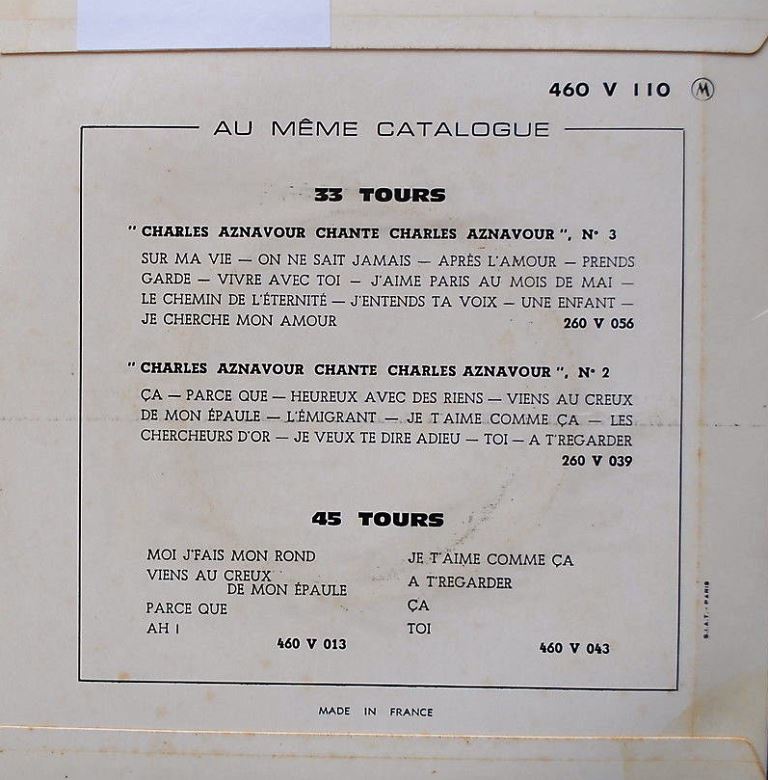 460 V 110 M
AU MÊME CATALOGUE
33 TOURS
" CHARLES AZNAVOUR CHANTE CHARLES AZNAVOUR ", N° 3
SUR MA VIE — ON NE SAIT JAMAIS — APRÈS L'AMOUR — PRENDS
GARDE — VIVRE AVEC TOI — J'AIME PARIS AU MOIS DE MAI —
LE CHEMIN DE L'ÉTERNITÉ — J'ENTENDS TA VOIX — UNE ENFANT —
JE CHERCHE MON AMOUR 260 V 056
" CHARLES AZNAVOUR CHANTE CHARLES AZNAVOUR ", N° 2
ÇA — PARCE QUE — HEUREUX AVEC DES RIENS — VIENS AU CREUX
DE MON ÉPAULE — L'ÉMIGRANT — JE T'AIME COMME ÇA — LES
CHERCHEURS D'OR — JE VEUX TE DIRE ADIEU — TOI — A T'REGARDER
260 V 039
45 TOURS
MOI J'FAIS MON ROND
VIENS AU CREUX
DE MON ÉPAULE
PARCE QUE
AH !
460 V 013
JE T'AIME COMME ÇA
A T'REGARDER
ÇA
TOI
460 V 043
S.I.A.T. - PARIS
MADE IN FRANCE